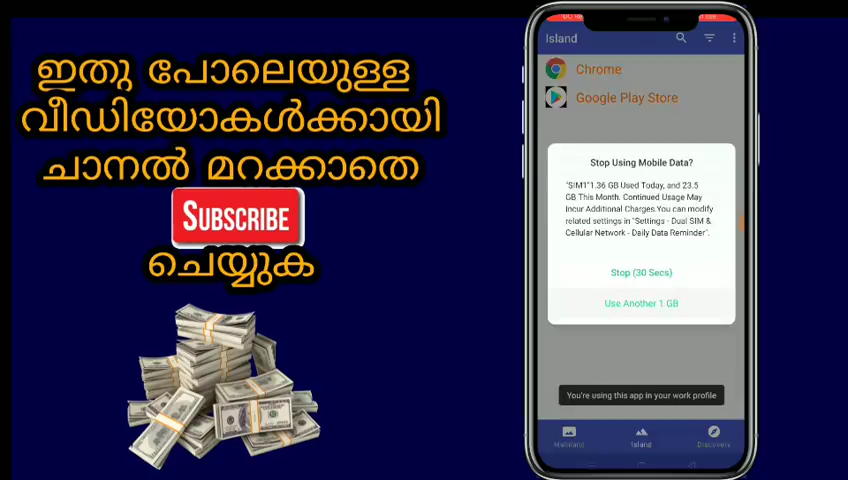 ഇതു പോലെയുള്ള
വീഡിയോകൾക്കായി
ചാനൽ മറക്കാതെ
SUBSCRIBE
ചെയ്യുക
Island
Chrome
Google Play Store
Stop Using Mobile Data?
"SIM1"1.36 GB Used Today, and 23.5
GB This Month. Continued Usage May
Incur Additional Charges.You can modify
related settings in "Settings - Dual SIM &
Cellular Network - Daily Data Reminder".
Stop (30 Secs)
Use Another 1 GB
You're using this app in your work profile
Mainland
Island
Discovery